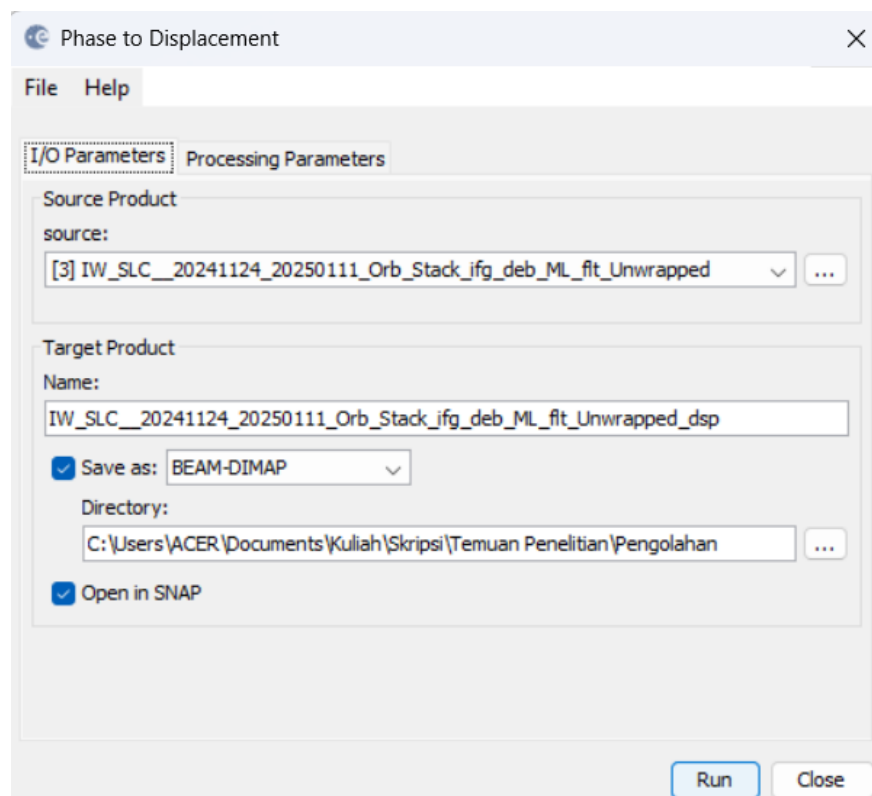 Phase to Displacement
File Help
I/O Parameters Processing Parameters
Source Product
source:
[3] IW_SLC__20241124_20250111_Orb_Stack_ifg_deb_ML_flt_Unwrapped
...
Target Product
Name:
IW_SLC__20241124_20250111_Orb_Stack_ifg_deb_ML_flt_Unwrapped_dsp
Save as: BEAM-DIMAP
Directory:
C:\Users\ACER\Documents\Kuliah\Skripsi\Temuan Penelitian\Pengolahan
...
Open in SNAP
Run Close